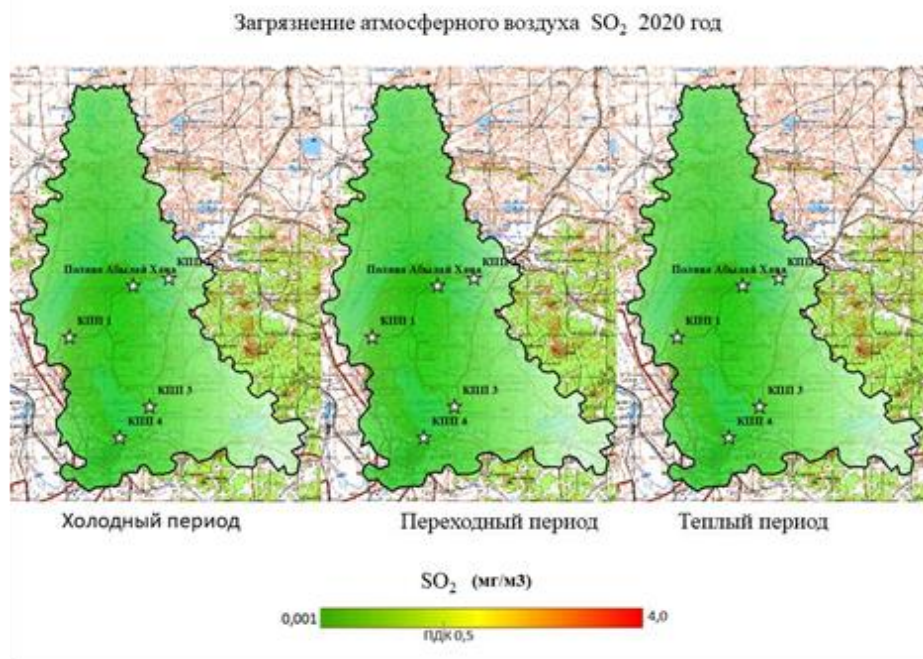 Загрязнение атмосферного воздуха SO₂ 2020 год
Поляна Абылай Хана
КПП
КПП 1
КПП 3
КПП 4
Поляна Абылай Хана
КПП
КПП 1
КПП 3
КПП 4
Поляна Абылай Хана
КПП
КПП 1
КПП 3
КПП 4
Холодный период
Переходный период
Теплый период
SO₂ (мг/м3)
0,001
4,0
ПДК 0,5